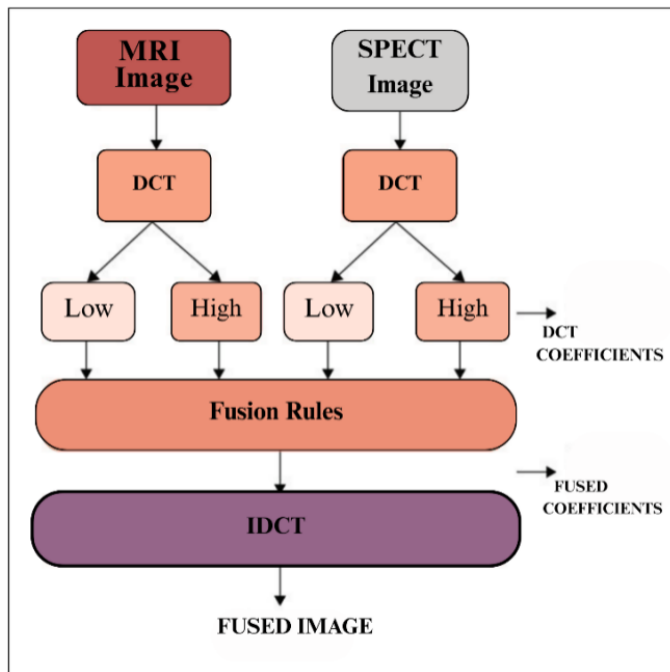 MRI
Image
SPECT
Image
DCT
DCT
Low
High
Low
High
DCT
COEFFICIENTS
Fusion Rules
FUSED
COEFFICIENTS
IDCT
FUSED IMAGE